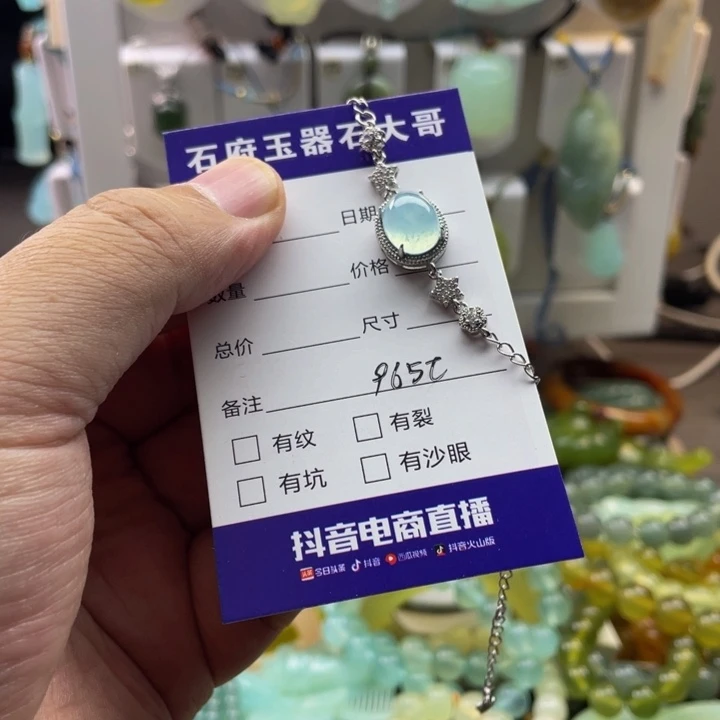 石府玉器石大哥
日期
数量 价格
总价 尺寸
备注 965C
有纹 有裂
有坑 有沙眼
抖音电商直播
今日头条 抖音 西瓜视频 抖音火山版